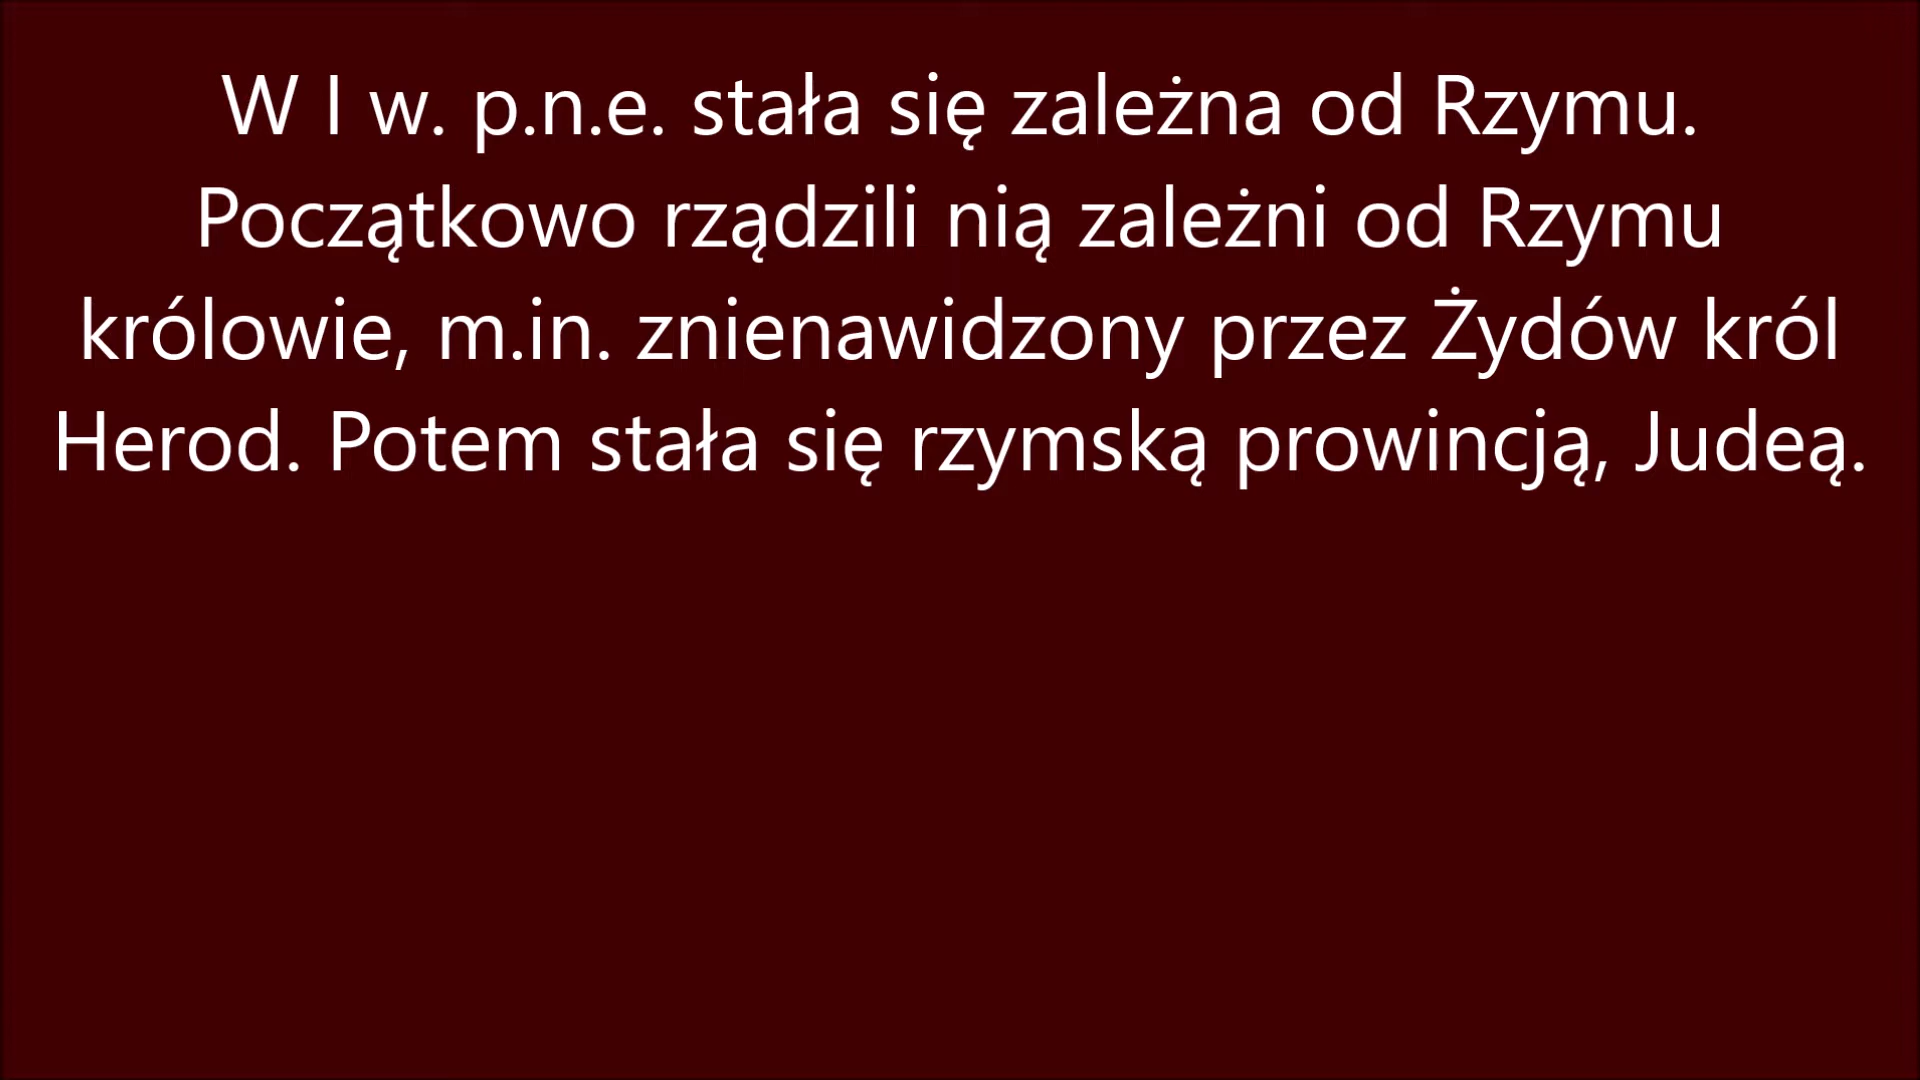 W I w. p.n.e. stała się zależna od Rzymu.
Początkowo rządzili nią zależni od Rzymu
królowie, m.in. znienawidzony przez Żydów król
Herod. Potem stała się rzymską prowincją, Judeą.